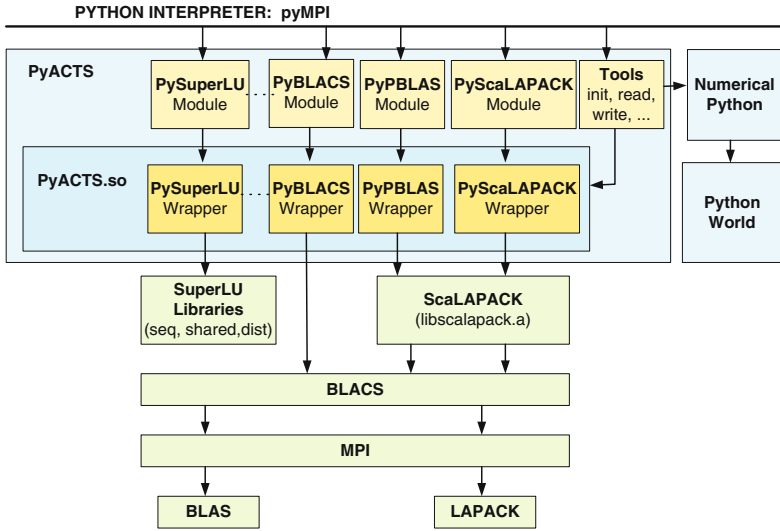 PYTHON INTERPRETER: pyMPI
PyACTS
PySuperLU
Module
PyBLACS
Module
PyPBLAS
Module
PyScaLAPACK
Module
Tools
init, read,
write, ...
Numerical
Python
PyACTS.so
PySuperLU
Wrapper
PyBLACS
Wrapper
PyPBLAS
Wrapper
PyScaLAPACK
Wrapper
Python
World
SuperLU
Libraries
(seq, shared,dist)
ScaLAPACK
(libscalapack.a)
BLACS
MPI
BLAS
LAPACK